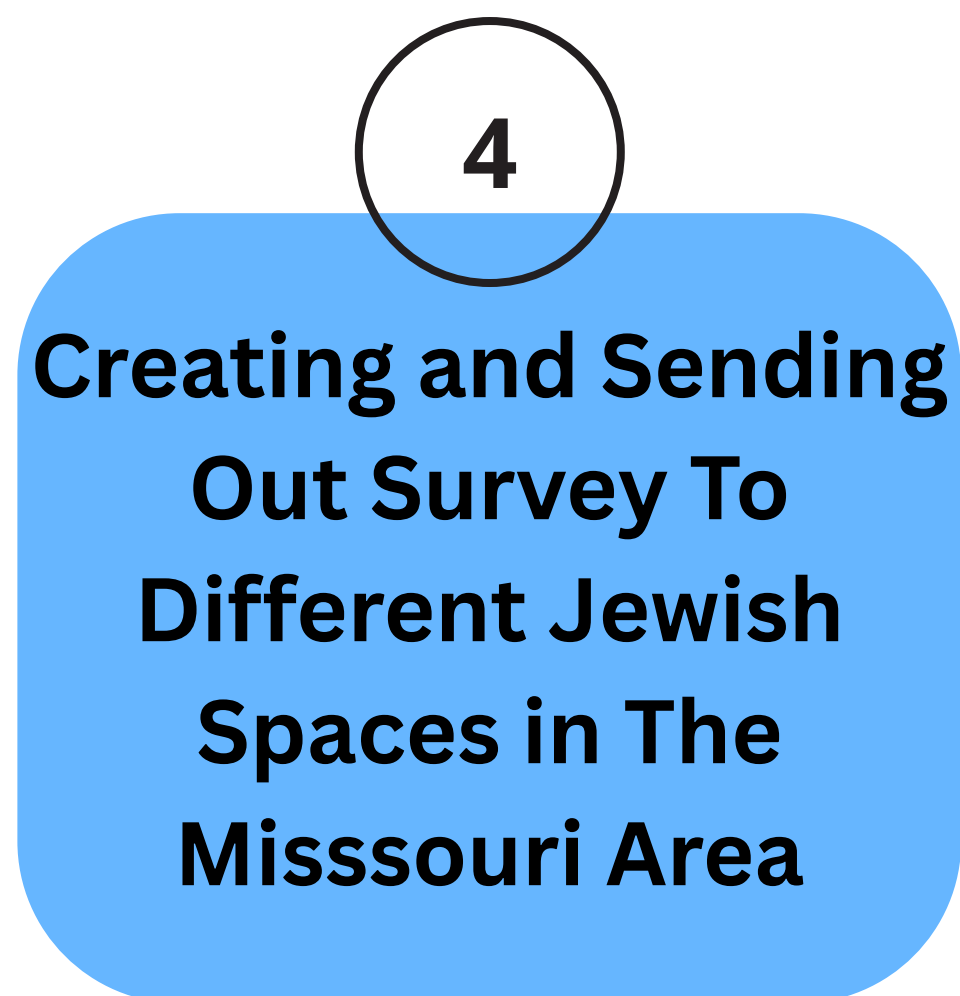 4
Creating and Sending
Out Survey To
Different Jewish
Spaces in The
Misssouri Area